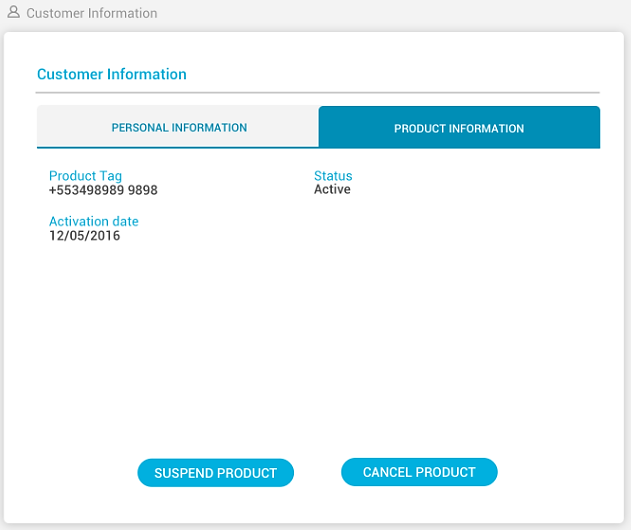 Customer Information
Customer Information
PERSONAL INFORMATION
PRODUCT INFORMATION
Product Tag
+553498989 9898
Status
Active
Activation date
12/05/2016
SUSPEND PRODUCT
CANCEL PRODUCT